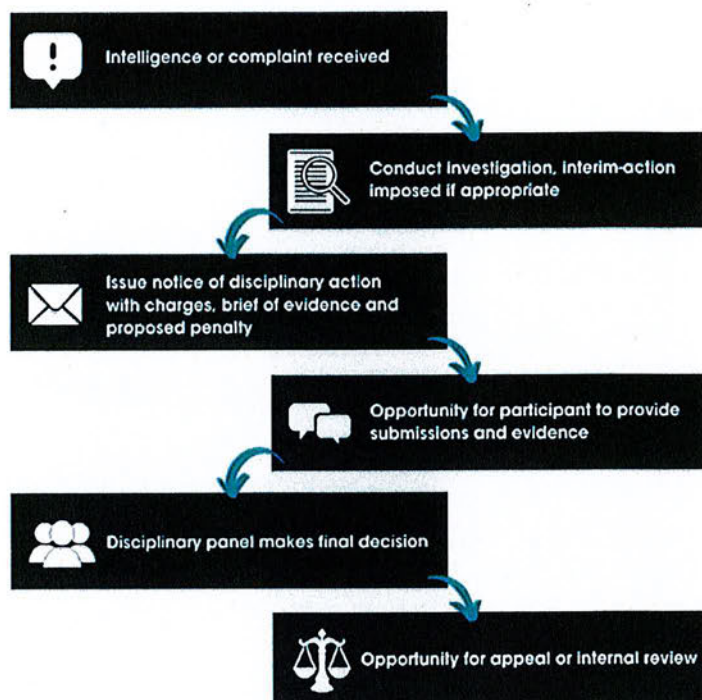 Intelligence or complaint received
Conduct investigation, interim-action
imposed if appropriate
Issue notice of disciplinary action
with charges, brief of evidence and
proposed penalty
Opportunity for participant to provide
submissions and evidence
Disciplinary panel makes final decision
Opportunity for appeal or internal review